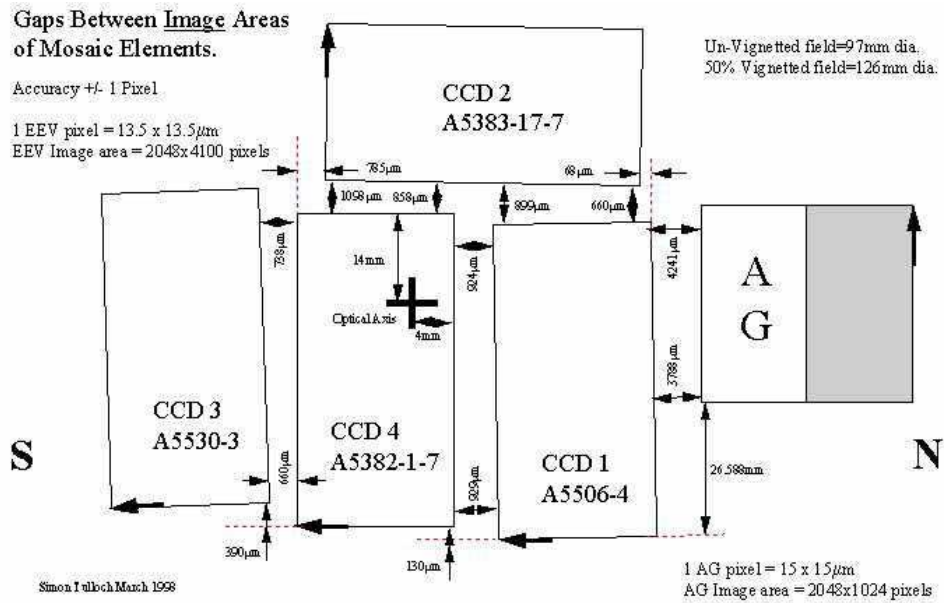 Gaps Between Image Areas
of Mosaic Elements.
Accuracy +/- 1 Pixel
1 EEV pixel = 13.5 x 13.5µm
EEV Image area = 2048x4100 pixels
Un-Vignetted field=97mm dia.
50% Vignetted field=126mm dia.
CCD 2
A5383-17-7
785µm
68µm
1098µm
858µm
899µm
660µm
738µm
14mm
924µm
4241µm
A
G
Optical Axis
4mm
3788µm
CCD 3
A5530-3
CCD 4
A5382-1-7
CCD 1
A5506-4
S
N
660µm
929µm
26.588mm
390µm
130µm
Simon Tulloch March 1998
1 AG pixel = 15 x 15µm
AG Image area = 2048x1024 pixels